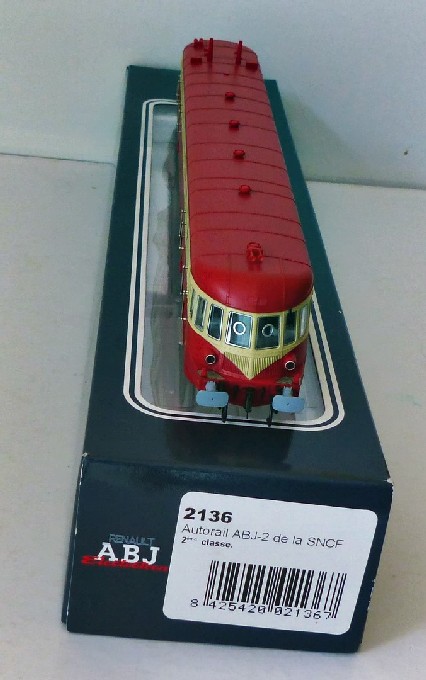 2136
Autorail ABJ-2 de la SNCF
2ème classe.
8 425420 021367
RENAULT
ABJ